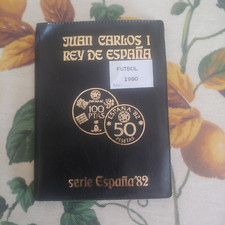 JUAN CARLOS I
REY DE ESPAÑA
FUTBOL
1980
100
PTAS
ESPAÑA 82
50
PESETAS
serie España'82